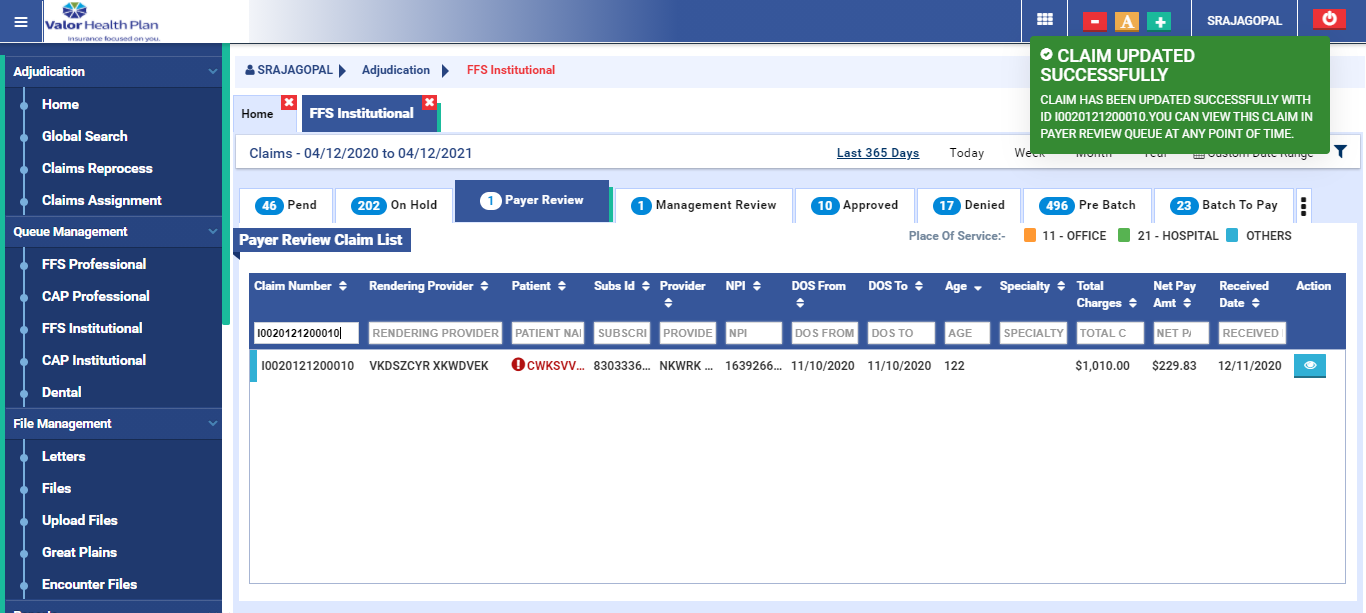 Valor Health Plan
Insurance focused on you.
A
SRAJAGOPAL
CLAIM UPDATED
SUCCESSFULLY
CLAIM HAS BEEN UPDATED SUCCESSFULLY WITH
ID I0020121200010.YOU CAN VIEW THIS CLAIM IN
PAYER REVIEW QUEUE AT ANY POINT OF TIME.
Adjudication
Home
Global Search
Claims Reprocess
Claims Assignment
Queue Management
FFS Professional
CAP Professional
FFS Institutional
CAP Institutional
Dental
File Management
Letters
Files
Upload Files
Great Plains
Encounter Files
SRAJAGOPAL Adjudication FFS Institutional
Home FFS Institutional
Claims - 04/12/2020 to 04/12/2021 Last 365 Days Today Week Month Year Custom Date Range
46 Pend 202 On Hold 1 Payer Review 1 Management Review 10 Approved 17 Denied 496 Pre Batch 23 Batch To Pay
Payer Review Claim List
Place Of Service:- 11 - OFFICE 21 - HOSPITAL OTHERS
Claim Number Rendering Provider Patient Subs Id Provider NPI DOS From DOS To Age Specialty Total Net Pay Received Action
Charges Amt Date
I0020121200010 RENDERING PROVIDER PATIENT NAI SUBSCRI PROVIDE NPI DOS FROM DOS TO AGE SPECIALTY TOTAL C NET PA RECEIVED
I0020121200010 VKDSZCYR XKWDVEK CWKSVV... 8303336... NKWRK ... 1639266... 11/10/2020 11/10/2020 122 $1,010.00 $229.83 12/11/2020